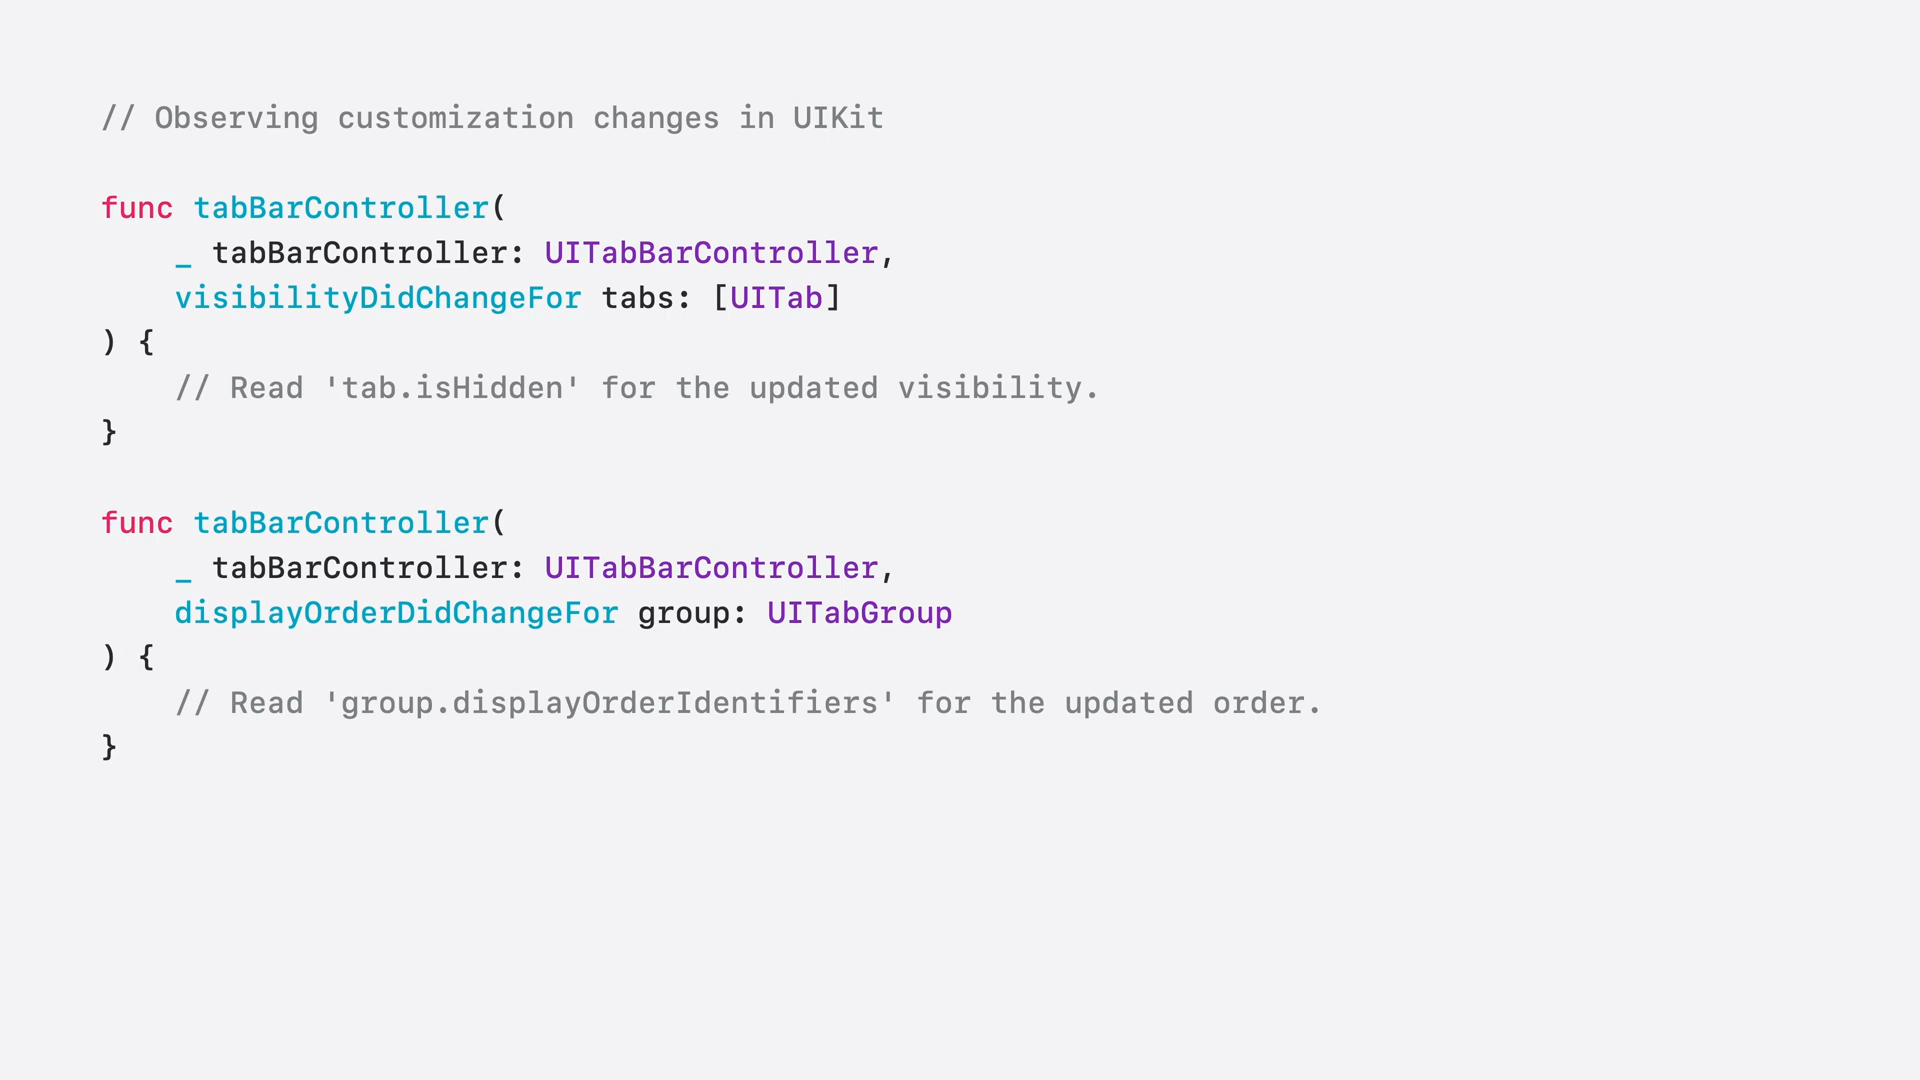 // Observing customization changes in UIKit
func tabBarController(
    _ tabBarController: UITabBarController,
    visibilityDidChangeFor tabs: [UITab]
) {
    // Read 'tab.isHidden' for the updated visibility.
}
func tabBarController(
    _ tabBarController: UITabBarController,
    displayOrderDidChangeFor group: UITabGroup
) {
    // Read 'group.displayOrderIdentifiers' for the updated order.
}